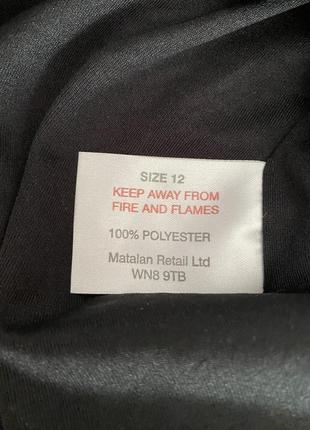 SIZE 12
KEEP AWAY FROM
FIRE AND FLAMES
100% POLYESTER
Matalan Retail Ltd
WN8 9TB